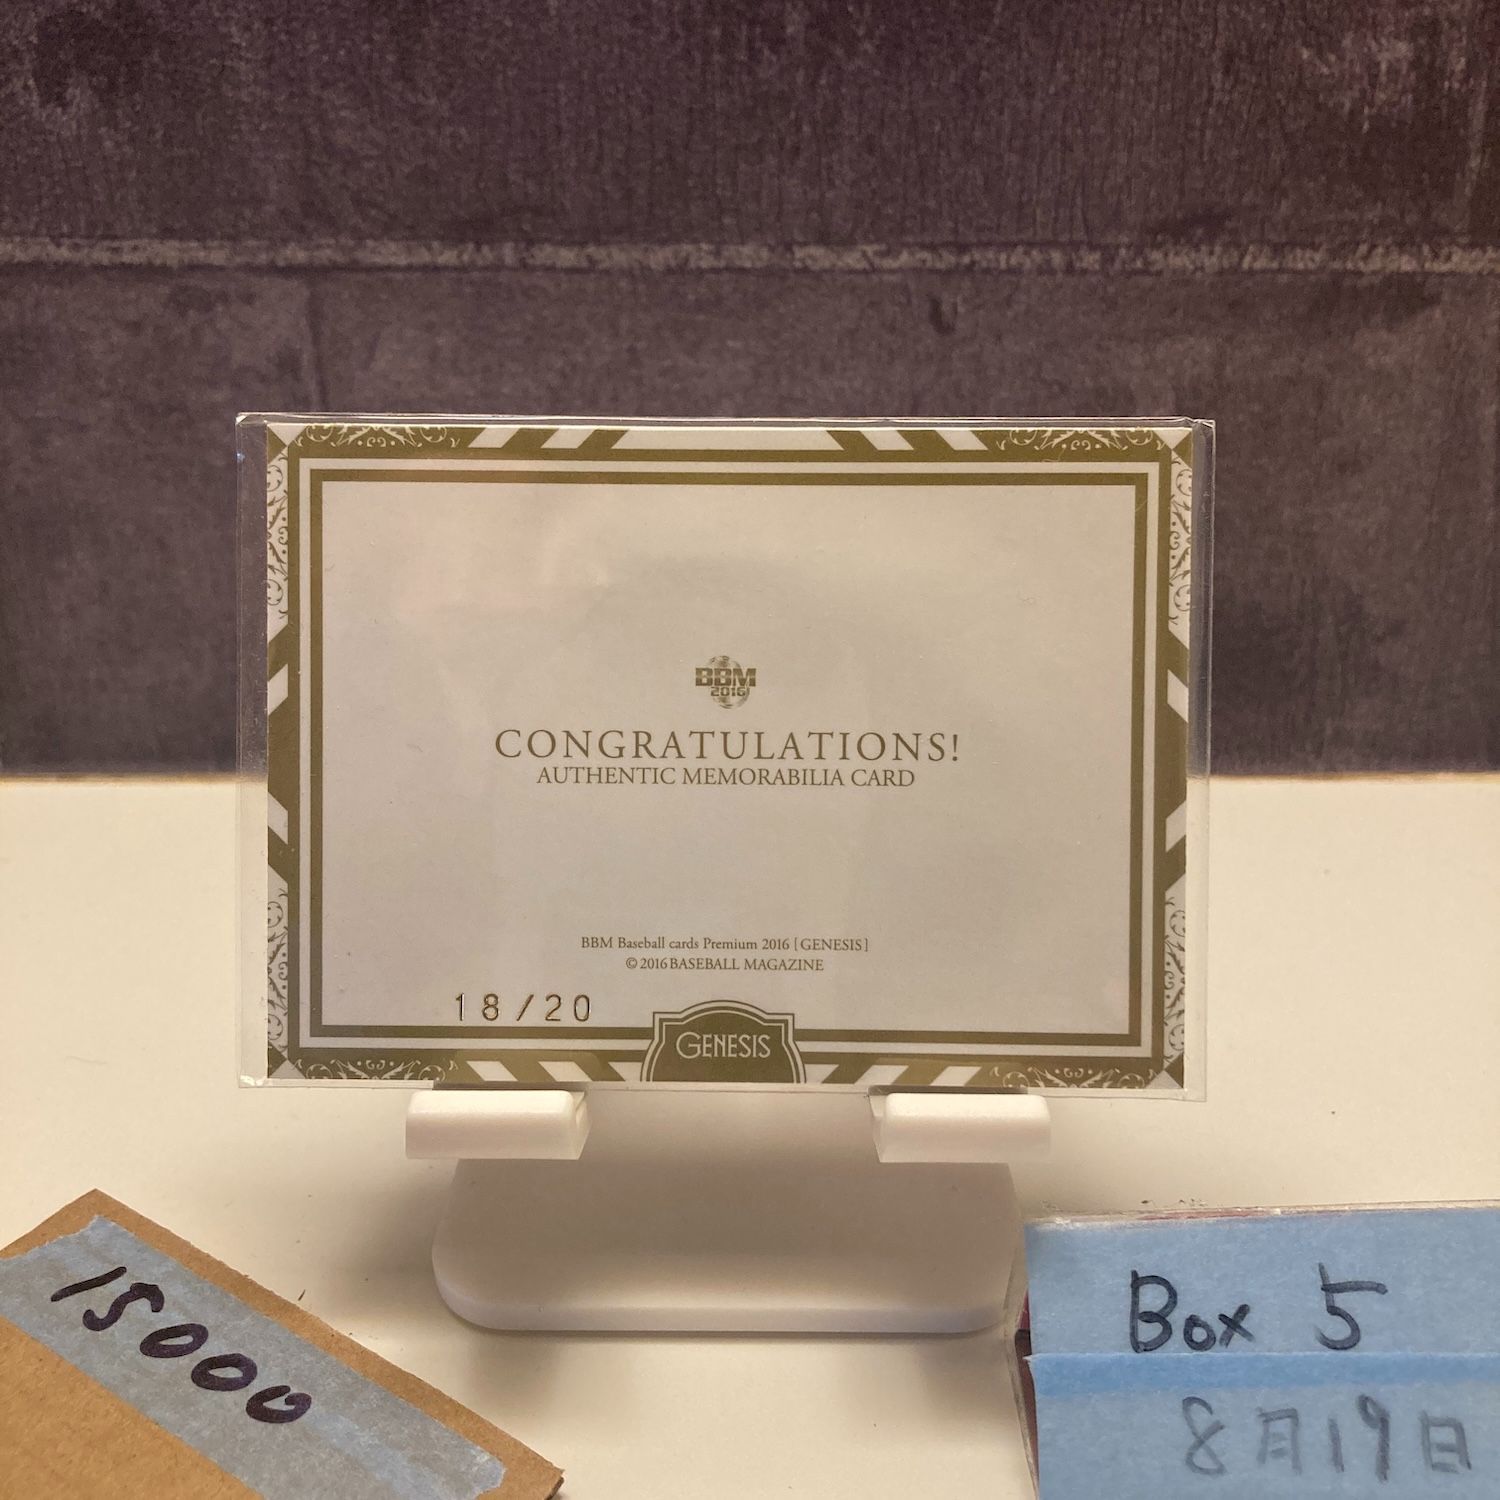 BBM
2016
CONGRATULATIONS!
AUTHENTIC MEMORABILIA CARD
BBM Baseball cards Premium 2016 [GENESIS]
© 2016 BASEBALL MAGAZINE
18/20
GENESIS
15000
Box 5
8月19日